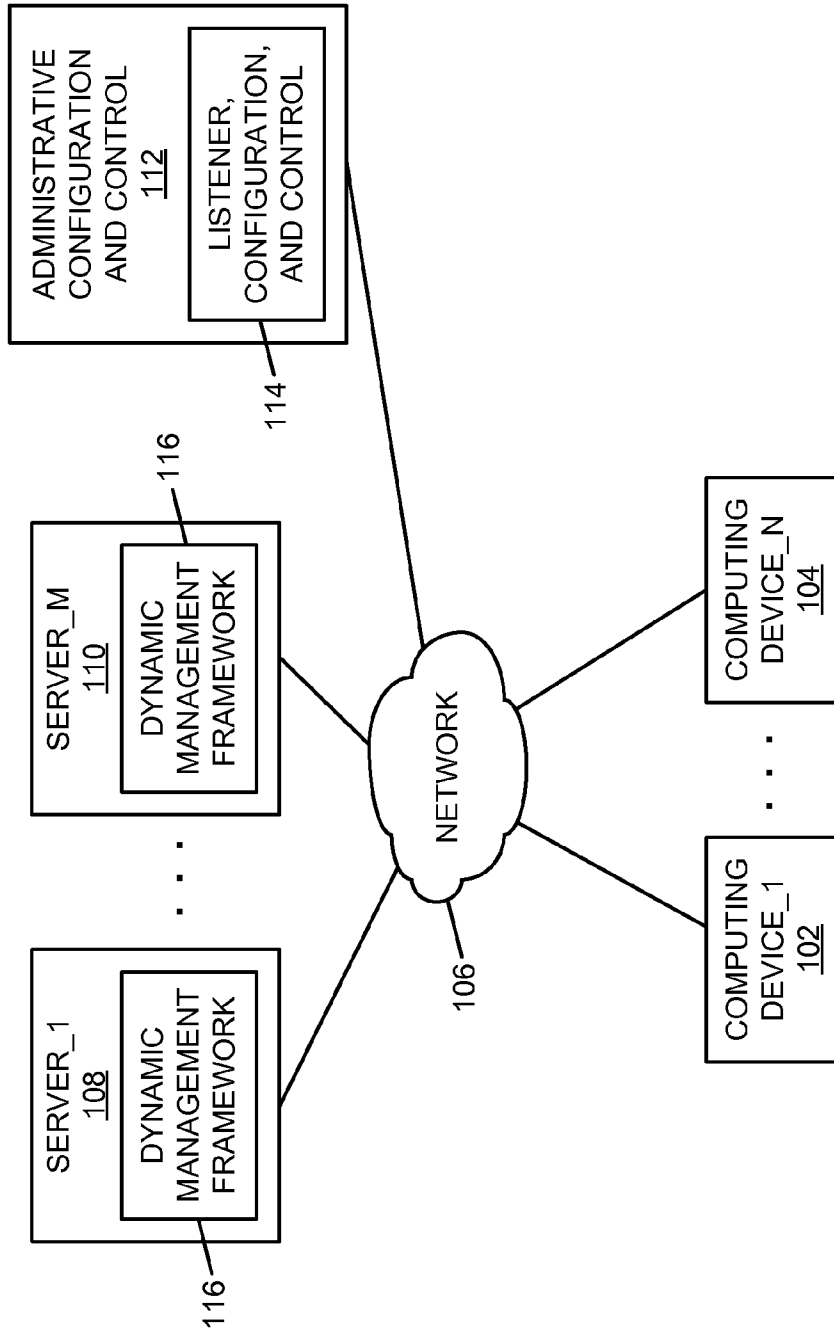 SERVER_1
108
DYNAMIC
MANAGEMENT
FRAMEWORK
116
. . .
SERVER_M
110
DYNAMIC
MANAGEMENT
FRAMEWORK
116
ADMINISTRATIVE
CONFIGURATION
AND CONTROL
112
LISTENER,
CONFIGURATION,
AND CONTROL
114
NETWORK
106
COMPUTING
DEVICE_1
102
. . .
COMPUTING
DEVICE_N
104